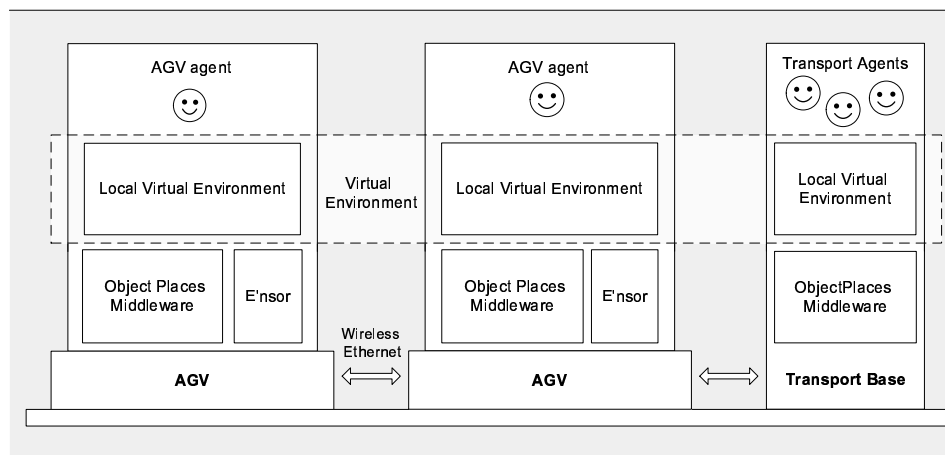 AGV agent
AGV agent
Transport Agents
Local Virtual Environment
Virtual
Environment
Local Virtual Environment
Local Virtual
Environment
Object Places
Middleware
E'nsor
Object Places
Middleware
E'nsor
ObjectPlaces
Middleware
Wireless
Ethernet
AGV
AGV
Transport Base